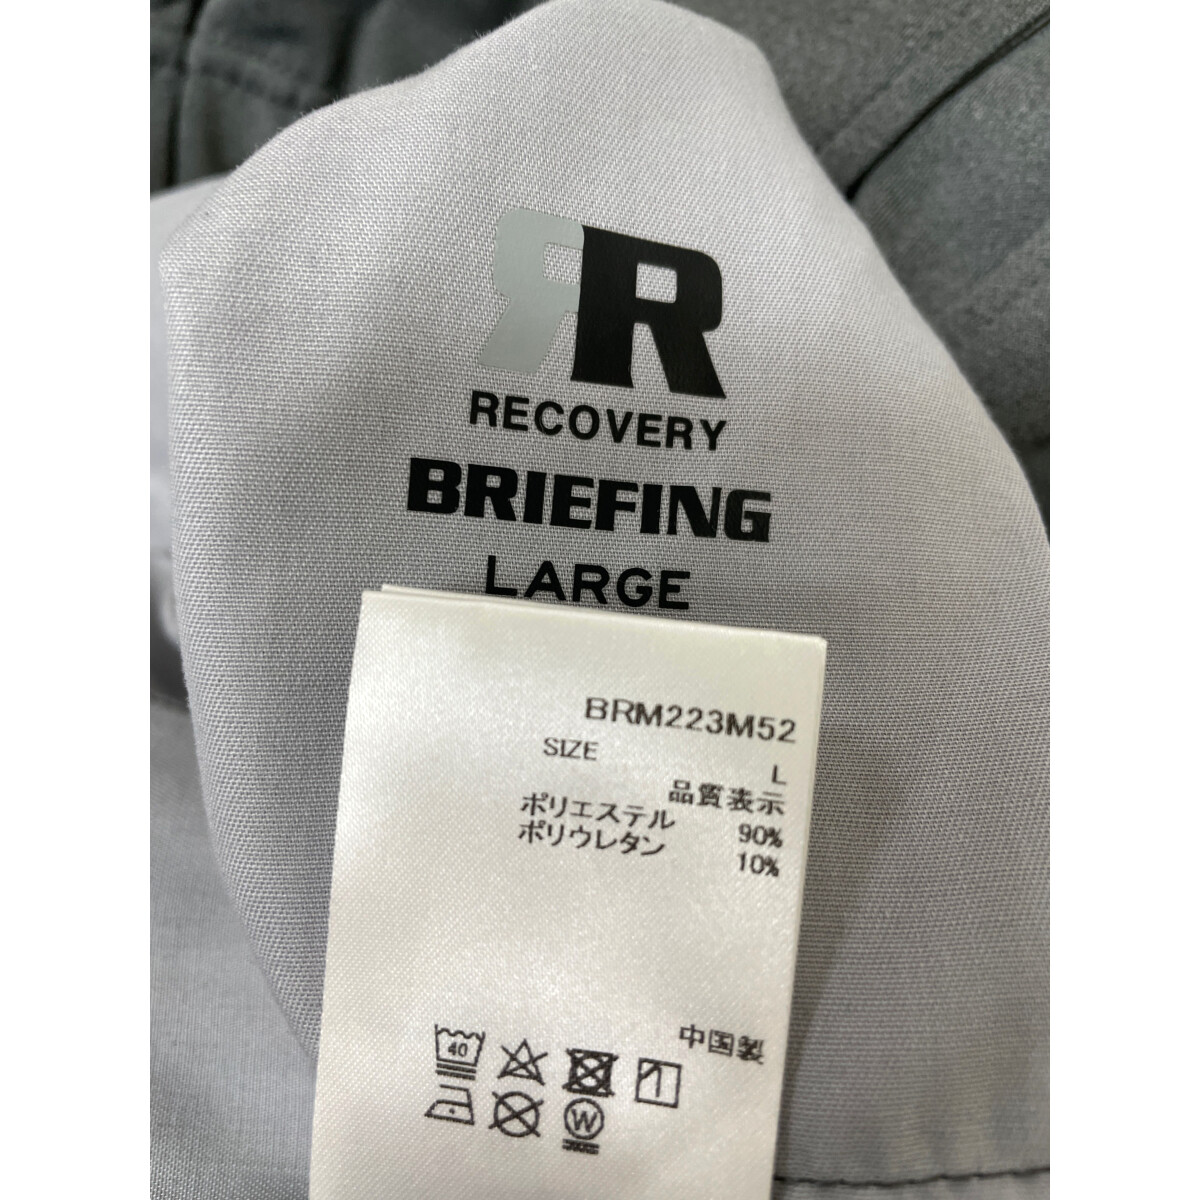 RR
RECOVERY
BRIEFING
LARGE
BRM223M52
SIZE L
品質表示
ポリエステル 90%
ポリウレタン 10%
中国製
40
W